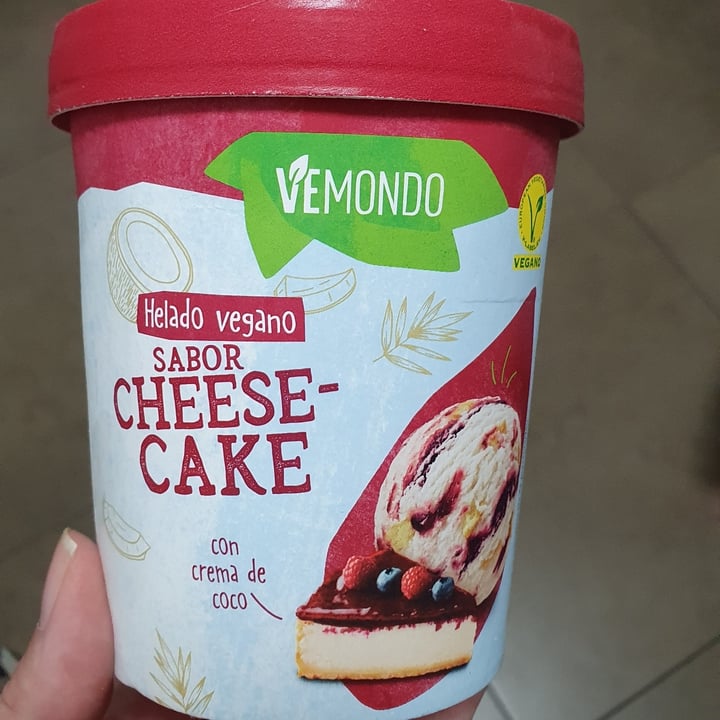 VEMONDO
VEGANO
Helado vegano
SABOR
CHEESE-
CAKE
con
crema de
coco